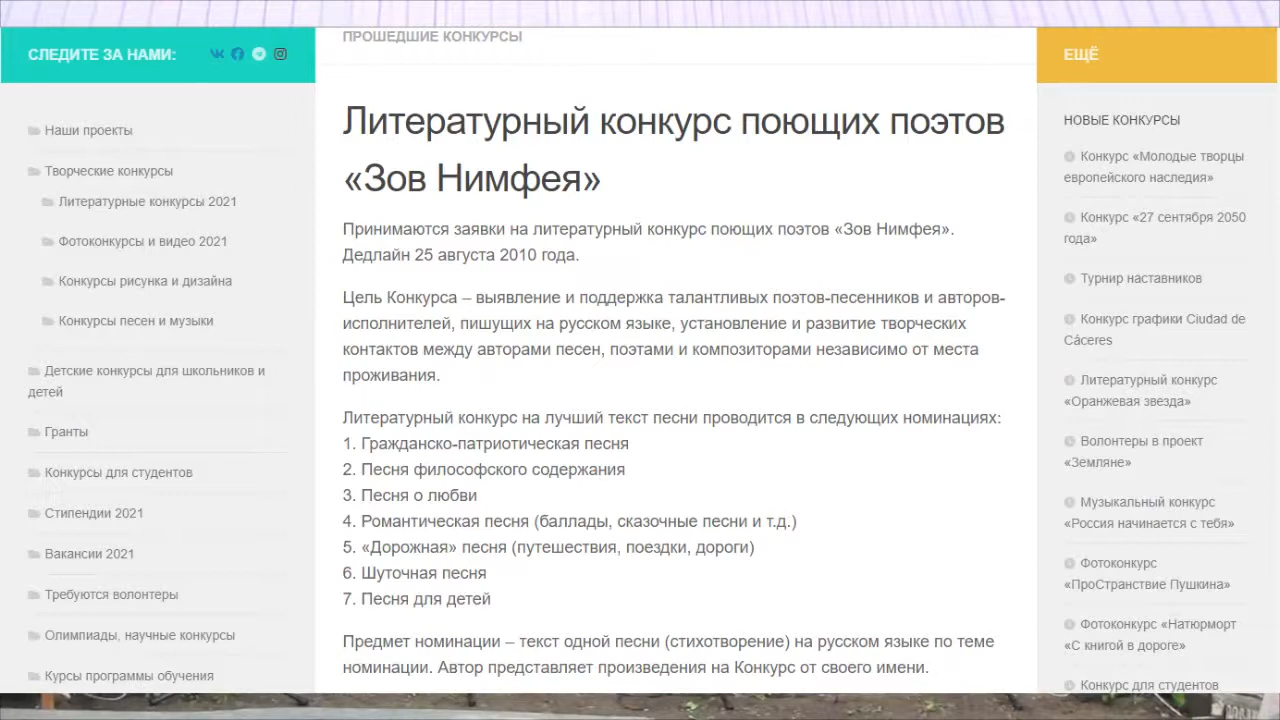 СЛЕДИТЕ ЗА НАМИ:
Наши проекты
Творческие конкурсы
Литературные конкурсы 2021
Фотоконкурсы и видео 2021
Конкурсы рисунка и дизайна
Конкурсы песен и музыки
Детские конкурсы для школьников и
детей
Гранты
Конкурсы для студентов
Стипендии 2021
Вакансии 2021
Требуются волонтеры
Олимпиады, научные конкурсы
Курсы программы обучения
ПРОШЕДШИЕ КОНКУРСЫ
Литературный конкурс поющих поэтов
«Зов Нимфея»
Принимаются заявки на литературный конкурс поющих поэтов «Зов Нимфея».
Дедлайн 25 августа 2010 года.
Цель Конкурса – выявление и поддержка талантливых поэтов-песенников и авторов-
исполнителей, пишущих на русском языке, установление и развитие творческих
контактов между авторами песен, поэтами и композиторами независимо от места
проживания.
Литературный конкурс на лучший текст песни проводится в следующих номинациях:
1. Гражданско-патриотическая песня
2. Песня философского содержания
3. Песня о любви
4. Романтическая песня (баллады, сказочные песни и т.д.)
5. «Дорожная» песня (путешествия, поездки, дороги)
6. Шуточная песня
7. Песня для детей
Предмет номинации – текст одной песни (стихотворение) на русском языке по теме
номинации. Автор представляет произведения на Конкурс от своего имени.
ЕЩЁ
НОВЫЕ КОНКУРСЫ
Конкурс «Молодые творцы
европейского наследия»
Конкурс «27 сентября 2050
года»
Турнир наставников
Конкурс графики Ciudad de
Cáceres
Литературный конкурс
«Оранжевая звезда»
Волонтеры в проект
«Земляне»
Музыкальный конкурс
«Россия начинается с тебя»
Фотоконкурс
«ПроСтранствие Пушкина»
Фотоконкурс «Натюрморт
«С книгой в дороге»
Конкурс для студентов